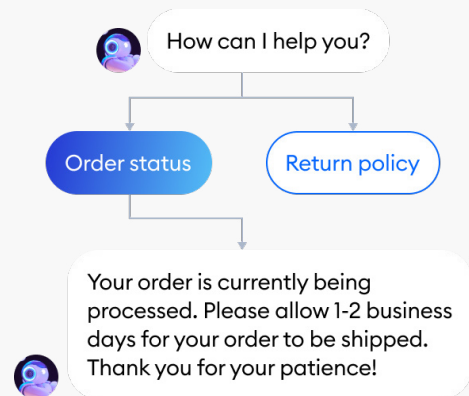 How can I help you?
Order status
Return policy
Your order is currently being
processed. Please allow 1-2 business
days for your order to be shipped.
Thank you for your patience!